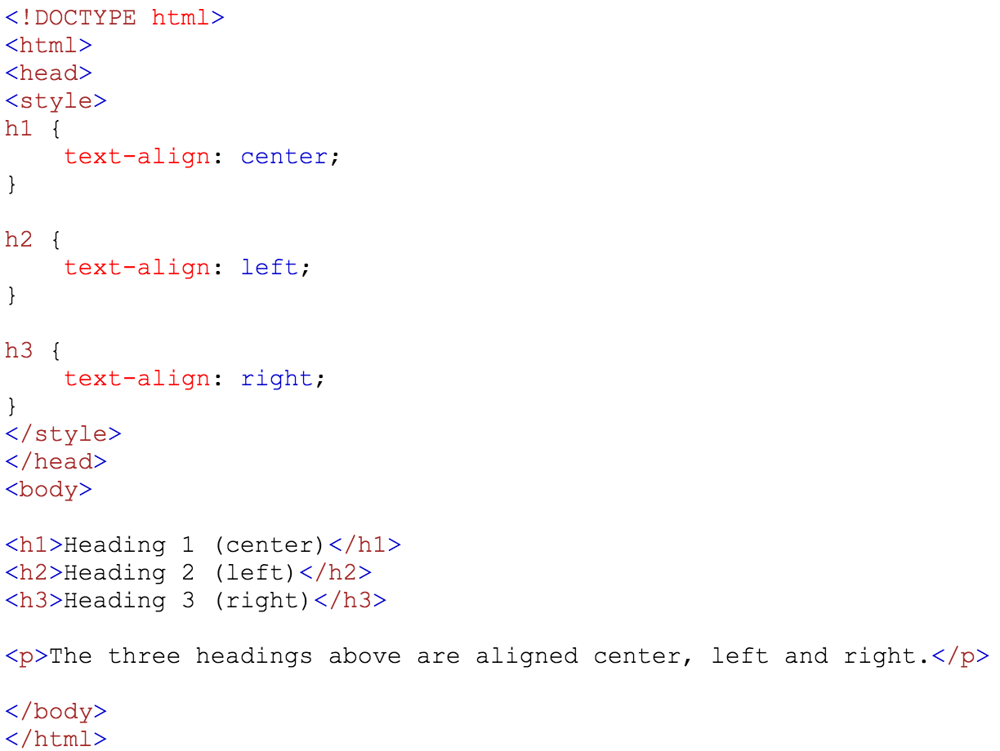 <!DOCTYPE html>
<html>
<head>
<style>
h1 {
    text-align: center;
}

h2 {
    text-align: left;
}

h3 {
    text-align: right;
}
</style>
</head>
<body>

<h1>Heading 1 (center)</h1>
<h2>Heading 2 (left)</h2>
<h3>Heading 3 (right)</h3>

<p>The three headings above are aligned center, left and right.</p>

</body>
</html>